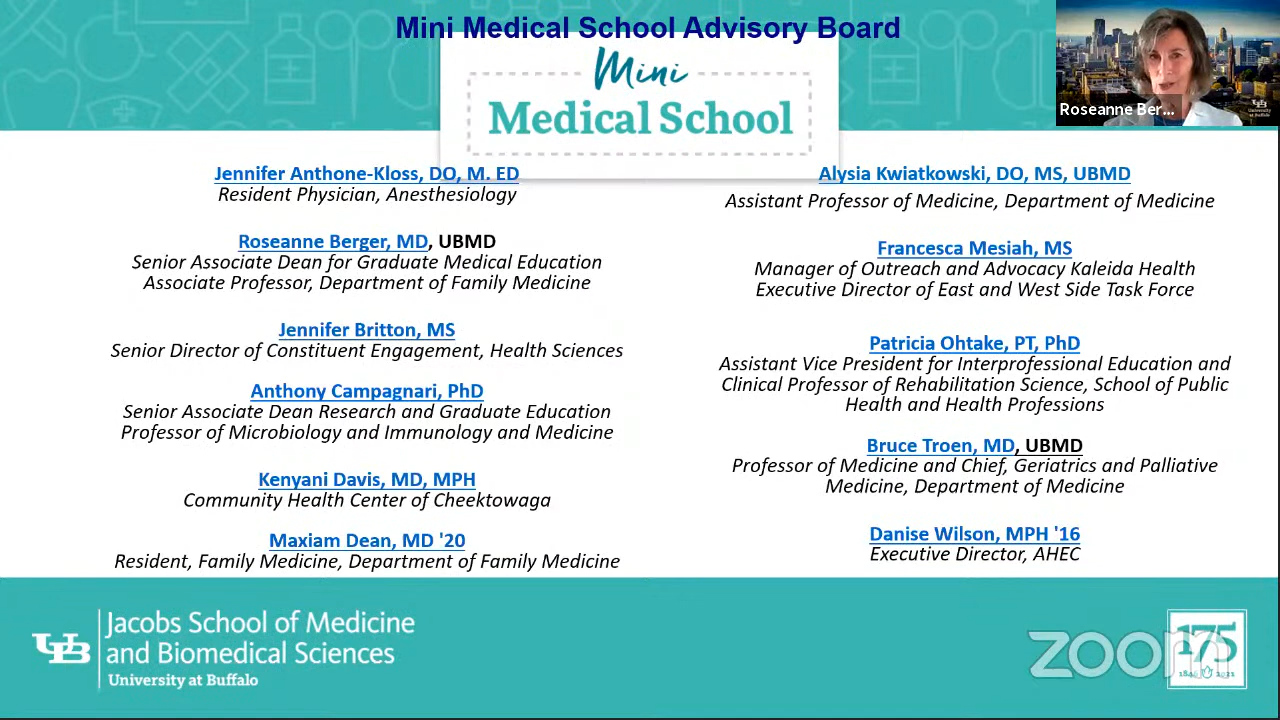 Mini Medical School Advisory Board
Mini
Medical School
Roseanne Ber...
University
at Buffalo
Jennifer Anthone-Kloss, DO, M. ED
Resident Physician, Anesthesiology
Roseanne Berger, MD, UBMD
Senior Associate Dean for Graduate Medical Education
Associate Professor, Department of Family Medicine
Jennifer Britton, MS
Senior Director of Constituent Engagement, Health Sciences
Anthony Campagnari, PhD
Senior Associate Dean Research and Graduate Education
Professor of Microbiology and Immunology and Medicine
Kenyani Davis, MD, MPH
Community Health Center of Cheektowaga
Maxiam Dean, MD '20
Resident, Family Medicine, Department of Family Medicine
Alysia Kwiatkowski, DO, MS, UBMD
Assistant Professor of Medicine, Department of Medicine
Francesca Mesiah, MS
Manager of Outreach and Advocacy Kaleida Health
Executive Director of East and West Side Task Force
Patricia Ohtake, PT, PhD
Assistant Vice President for Interprofessional Education and
Clinical Professor of Rehabilitation Science, School of Public
Health and Health Professions
Bruce Troen, MD, UBMD
Professor of Medicine and Chief, Geriatrics and Palliative
Medicine, Department of Medicine
Danise Wilson, MPH '16
Executive Director, AHEC
UB
Jacobs School of Medicine
and Biomedical Sciences
University at Buffalo
zoom
175
1846 2021